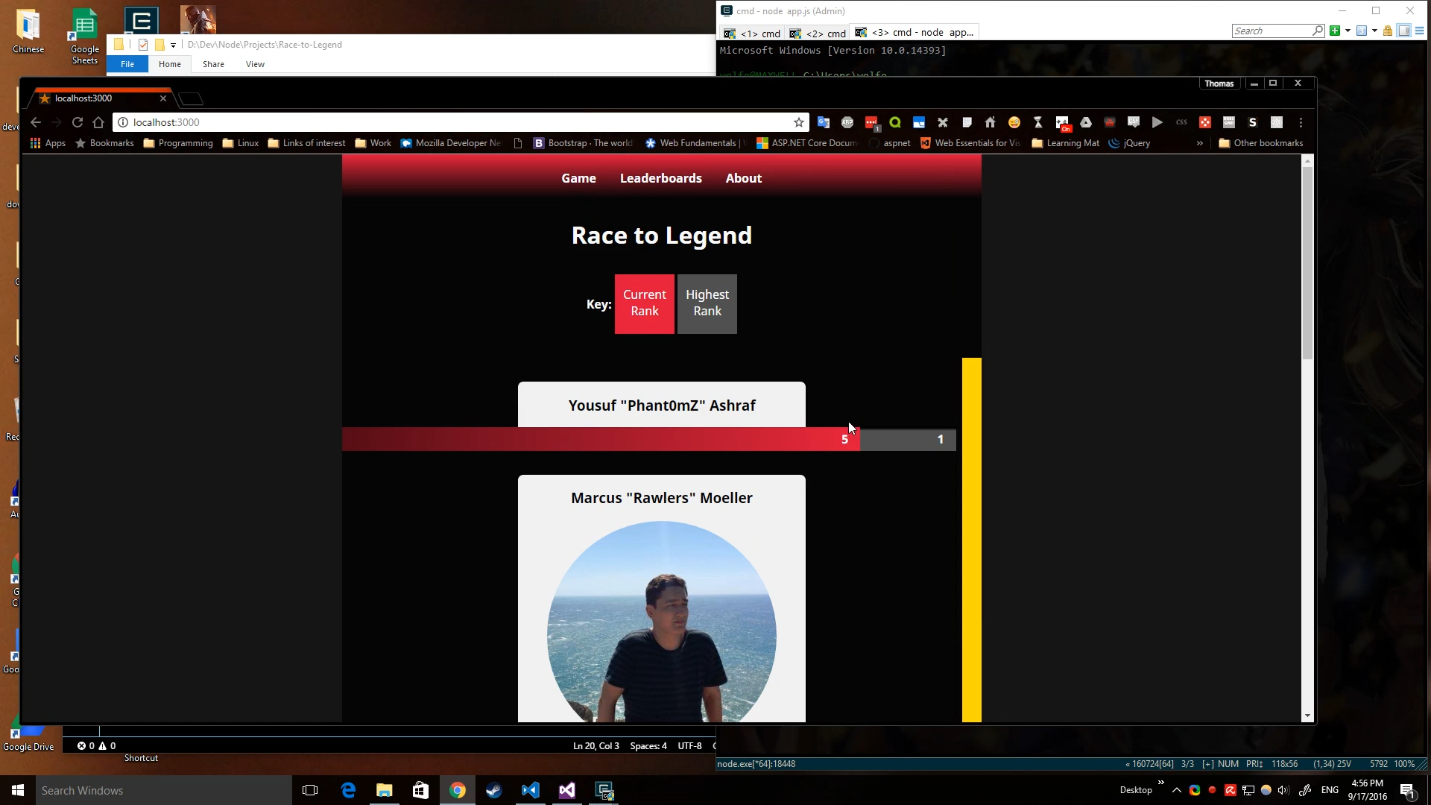 Chinese
Google
Sheets
D:\Dev\Node\Projects\Race-to-Legend
File Home Share View
cmd - node app.js (Admin)
<1> cmd <2> cmd <3> cmd - node app...
Search
Microsoft Windows [Version 10.0.14393]
Thomas
localhost:3000
localhost:3000
Apps Bookmarks Programming Linux Links of interest Work Mozilla Developer Ne Bootstrap - The world Web Fundamentals ASP.NET Core Docum aspnet Web Essentials for Vis Learning Mat jQuery » Other bookmarks
Game Leaderboards About
Race to Legend
Key:
Current
Rank
Highest
Rank
Yousuf "Phant0mZ" Ashraf
5 1
Marcus "Rawlers" Moeller
Google Drive
Shortcut
0 0 Ln 20, Col 3 Spaces: 4 UTF-8
node.exe[*64]:18448 « 160724[64] 3/3 [+] NUM PRI↕ 118x56 (1,34) 25V 5792 100%
Search Windows
Desktop » ENG
4:56 PM
9/17/2016